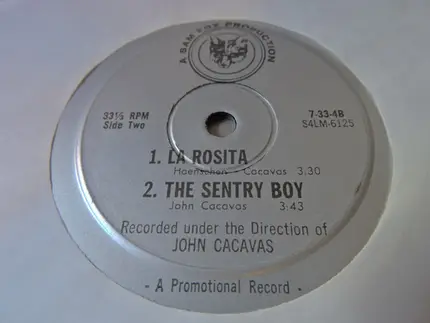 A SAM FOX PRODUCTION
33⅓ RPM
Side Two
7-33-4B
S4LM-6125
1. LA ROSITA
Haenschen - Cacavas 3.30
2. THE SENTRY BOY
John Cacavas 3:43
Recorded under the Direction of
JOHN CACAVAS
- A Promotional Record -